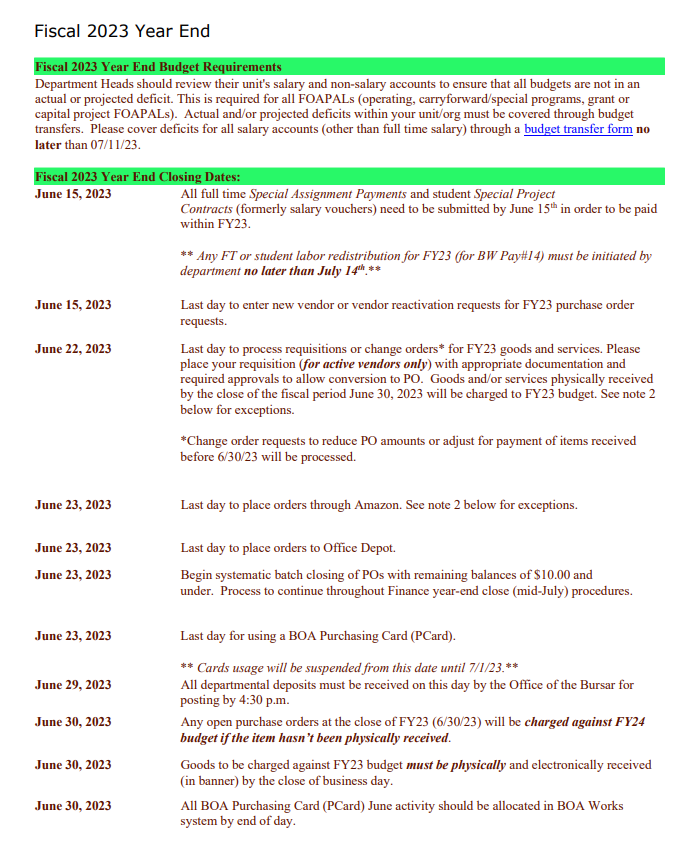 Fiscal 2023 Year End
Fiscal 2023 Year End Budget Requirements
Department Heads should review their unit's salary and non-salary accounts to ensure that all budgets are not in an
actual or projected deficit. This is required for all FOAPALs (operating, carryforward/special programs, grant or
capital project FOAPALs).  Actual and/or projected deficits within your unit/org must be covered through budget
transfers.  Please cover deficits for all salary accounts (other than full time salary) through a budget transfer form no
later than 07/11/23.
Fiscal 2023 Year End Closing Dates:
June 15, 2023 All full time Special Assignment Payments and student Special Project
Contracts (formerly salary vouchers) need to be submitted by June 15th in order to be paid
within FY23.
** Any FT or student labor redistribution for FY23 (for BW Pay#14) must be initiated by
department no later than July 14th.**
June 15, 2023 Last day to enter new vendor or vendor reactivation requests for FY23 purchase order
requests.
June 22, 2023 Last day to process requisitions or change orders* for FY23 goods and services. Please
place your requisition (for active vendors only) with appropriate documentation and
required approvals to allow conversion to PO.  Goods and/or services physically received
by the close of the fiscal period June 30, 2023 will be charged to FY23 budget. See note 2
below for exceptions.
*Change order requests to reduce PO amounts or adjust for payment of items received
before 6/30/23 will be processed.
June 23, 2023 Last day to place orders through Amazon. See note 2 below for exceptions.
June 23, 2023 Last day to place orders to Office Depot.
June 23, 2023 Begin systematic batch closing of POs with remaining balances of $10.00 and
under.  Process to continue throughout Finance year-end close (mid-July) procedures.
June 23, 2023 Last day for using a BOA Purchasing Card (PCard).
** Cards usage will be suspended from this date until 7/1/23.**
June 29, 2023 All departmental deposits must be received on this day by the Office of the Bursar for
posting by 4:30 p.m.
June 30, 2023 Any open purchase orders at the close of FY23 (6/30/23) will be charged against FY24
budget if the item hasn't been physically received.
June 30, 2023 Goods to be charged against FY23 budget must be physically and electronically received
(in banner) by the close of business day.
June 30, 2023 All BOA Purchasing Card (PCard) June activity should be allocated in BOA Works
system by end of day.